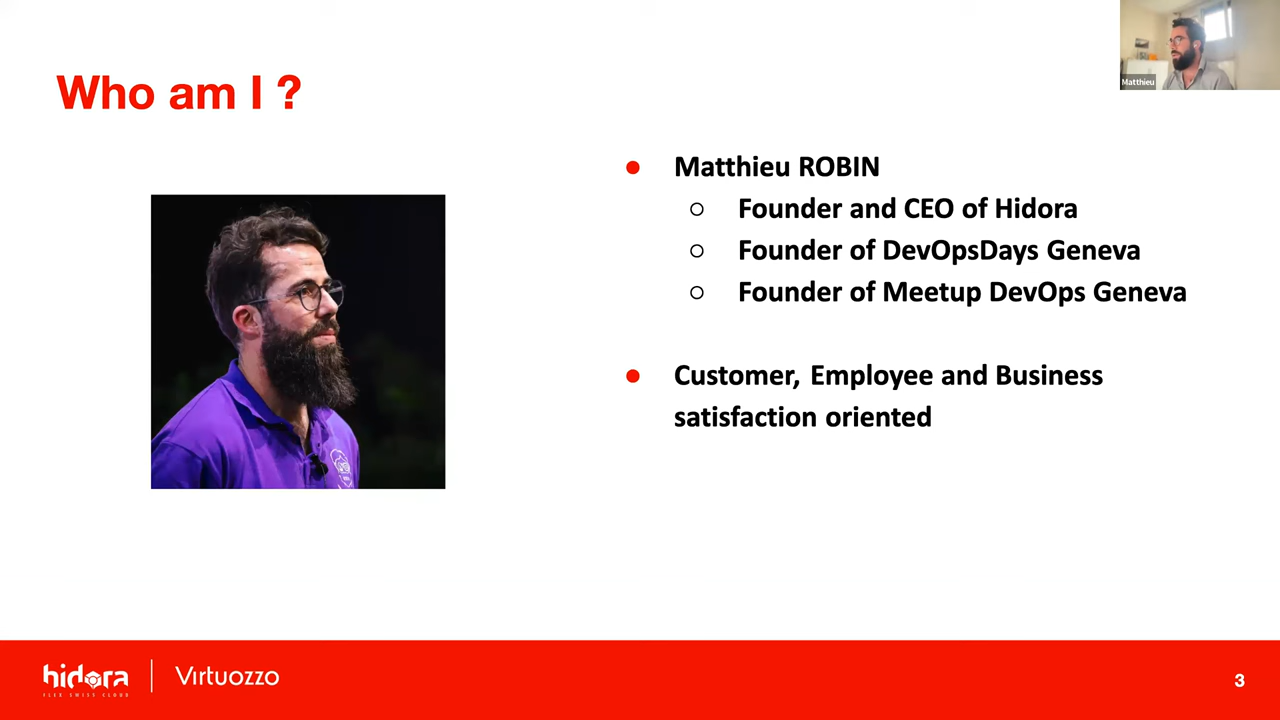 Who am I ?
Matthieu
Matthieu ROBIN
Founder and CEO of Hidora
Founder of DevOpsDays Geneva
Founder of Meetup DevOps Geneva
Customer, Employee and Business
satisfaction oriented
hidora
FLEX SWISS CLOUD
Virtuozzo
3